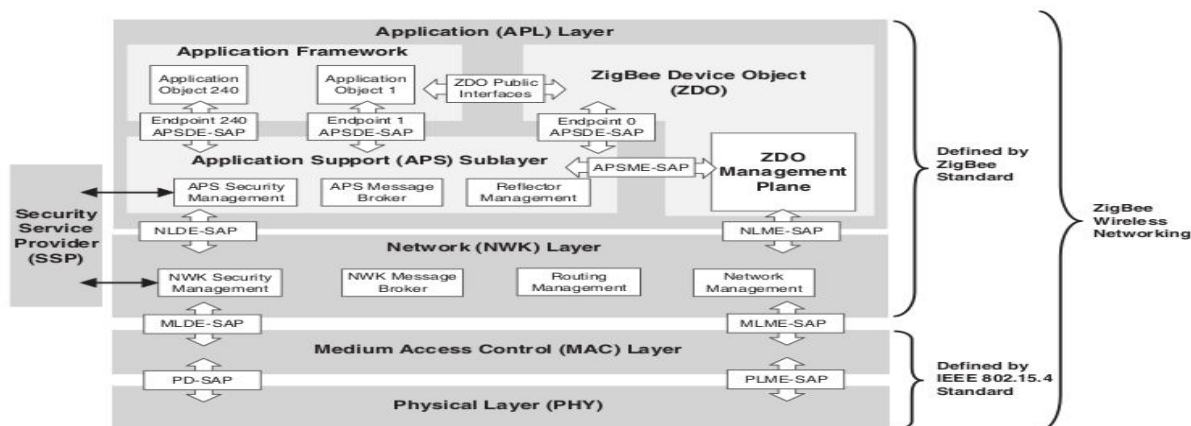 Application (APL) Layer
Application Framework
Application
Object 240
Application
Object 1
ZDO Public
Interfaces
ZigBee Device Object
(ZDO)
Endpoint 240
APSDE-SAP
Endpoint 1
APSDE-SAP
Endpoint 0
APSDE-SAP
Application Support (APS) Sublayer
APSME-SAP
ZDO
Management
Plane
APS Security
Management
APS Message
Broker
Reflector
Management
Security
Service
Provider
(SSP)
NLDE-SAP
NLME-SAP
Network (NWK) Layer
NWK Security
Management
NWK Message
Broker
Routing
Management
Network
Management
MLDE-SAP
MLME-SAP
Medium Access Control (MAC) Layer
PD-SAP
PLME-SAP
Physical Layer (PHY)
Defined by
ZigBee
Standard
Defined by
IEEE 802.15.4
Standard
ZigBee
Wireless
Networking